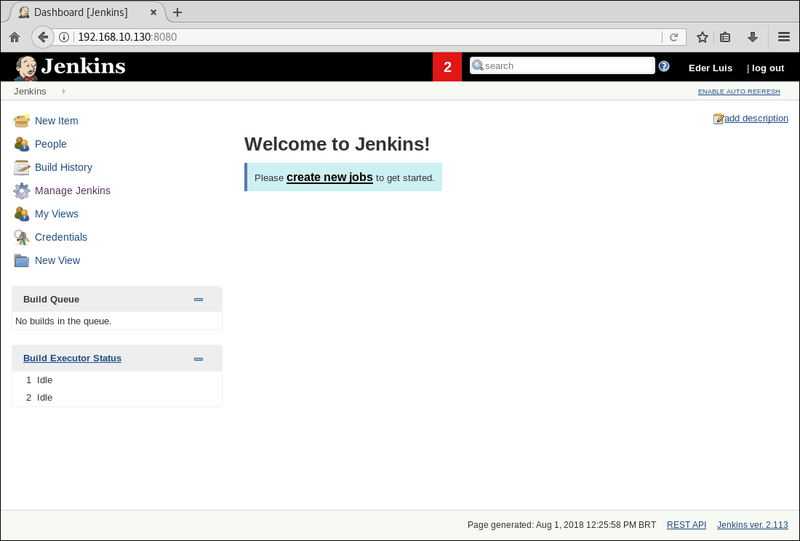 Dashboard [Jenkins]
192.168.10.130:8080
Jenkins
2
search
Eder Luis
| log out
Jenkins
ENABLE AUTO REFRESH
New Item
People
Build History
Manage Jenkins
My Views
Credentials
New View
add description
Welcome to Jenkins!
Please create new jobs to get started.
Build Queue
No builds in the queue.
Build Executor Status
1 Idle
2 Idle
Page generated: Aug 1, 2018 12:25:58 PM BRT
REST API
Jenkins ver. 2.113